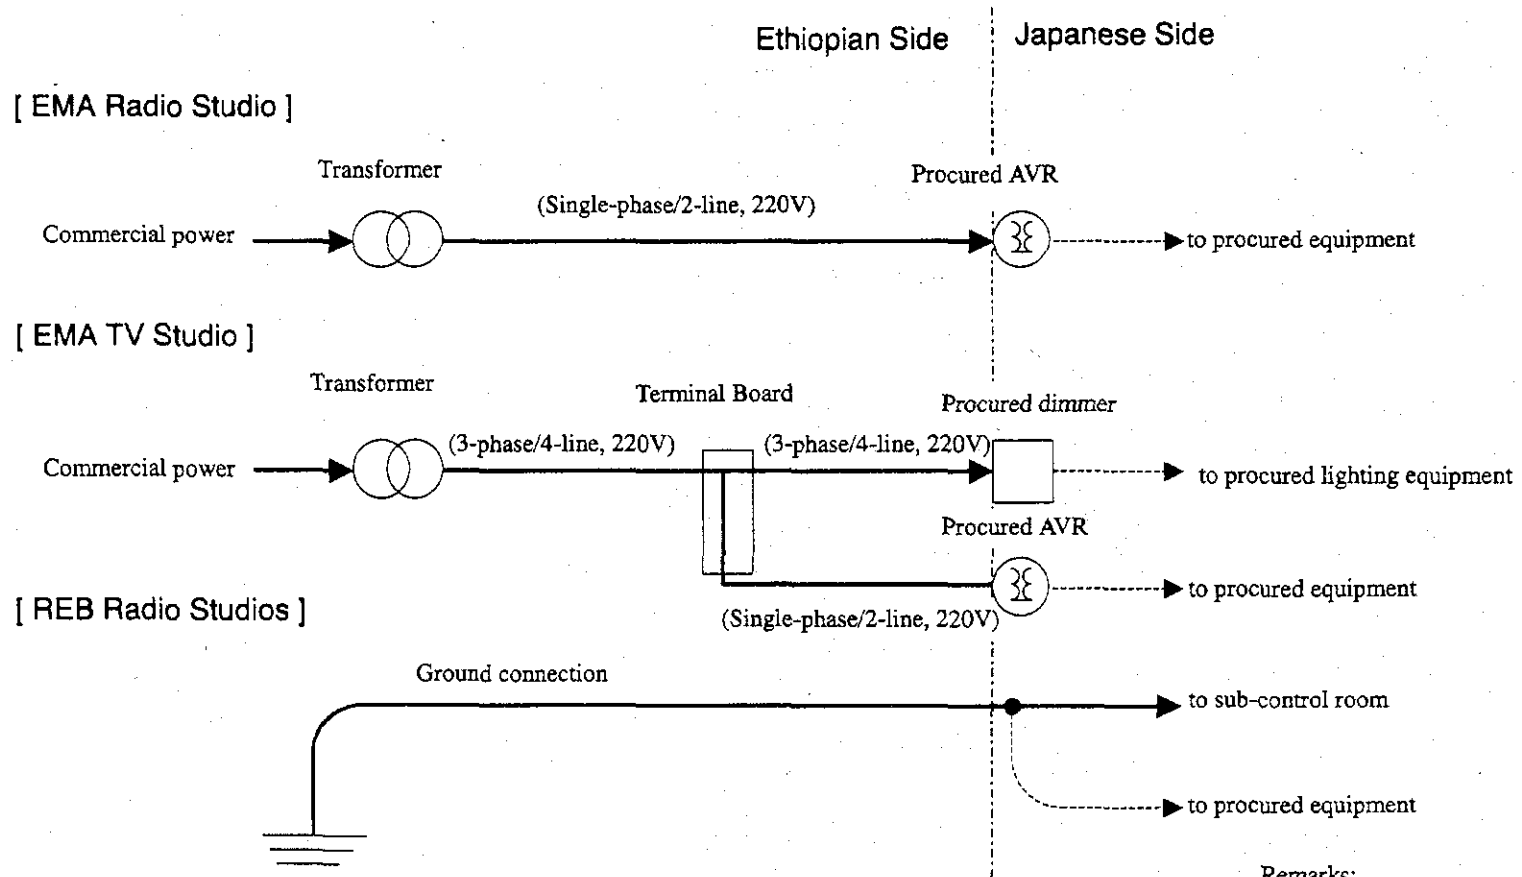 Ethiopian Side
Japanese Side
[ EMA Radio Studio ]
Transformer
Procured AVR
(Single-phase/2-line, 220V)
Commercial power
to procured equipment
[ EMA TV Studio ]
Transformer
Terminal Board
Procured dimmer
(3-phase/4-line, 220V)
(3-phase/4-line, 220V)
Commercial power
to procured lighting equipment
Procured AVR
to procured equipment
[ REB Radio Studios ]
(Single-phase/2-line, 220V)
Ground connection
to sub-control room
to procured equipment
Remarks: